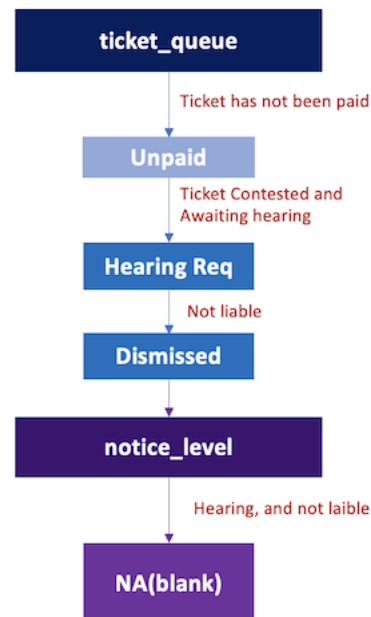 ticket_queue
Ticket has not been paid
Unpaid
Ticket Contested and
Awaiting hearing
Hearing Req
Not liable
Dismissed
notice_level
Hearing, and not laible
NA(blank)